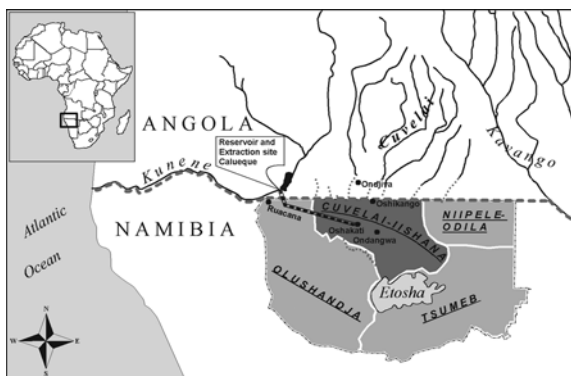 ANGOLA
Reservoir and
Extraction site
Calueque
Cuvelai
Kavango
Kunene
Ondjiva
Oshikango
Ruacana
NAMIBIA
CUVELAI-IISHANA
NIIPELE-
ODILA
Oshakati
Ondangwa
Atlantic
Ocean
OLUSHANDJA
Etosha
TSUMEB
N
W
E
S